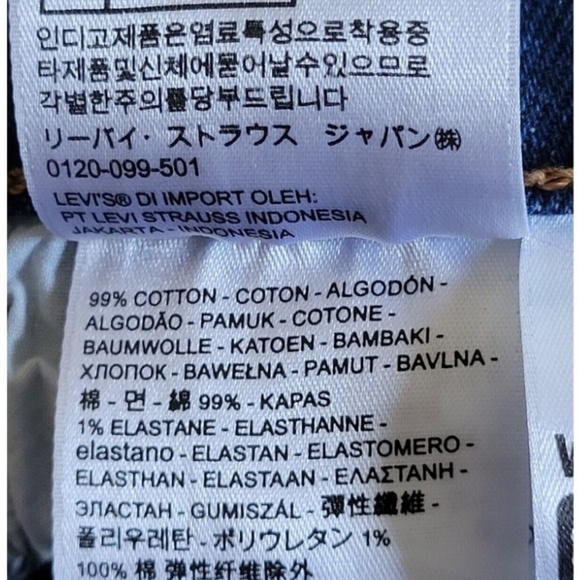 인디고제품은염료특성으로착용중
타제품및신체에묻어날수있으므로
각별한주의를당부드립니다
リーバイ・ストラウス ジャパン㈱
0120-099-501
LEVI'S® DI IMPORT OLEH:
PT LEVI STRAUSS INDONESIA
JAKARTA - INDONESIA
99% COTTON - COTON - ALGODÓN -
ALGODÃO - PAMUK - COTONE -
BAUMWOLLE - KATOEN - BAMBAKI -
ХЛОПОК - BAWEŁNA - PAMUT - BAVLNA -
棉 - 면 - 綿 99% - KAPAS
1% ELASTANE - ELASTHANNE -
elastano - ELASTAN - ELASTOMERO -
ELASTHAN - ELASTAAN - ΕΛΑΣΤΑΝΗ -
ЭЛАСТАН - GUMISZÁL - 彈性纖維 -
폴리우레탄 - ポリウレタン 1%
100% 棉 弹性纤维除外